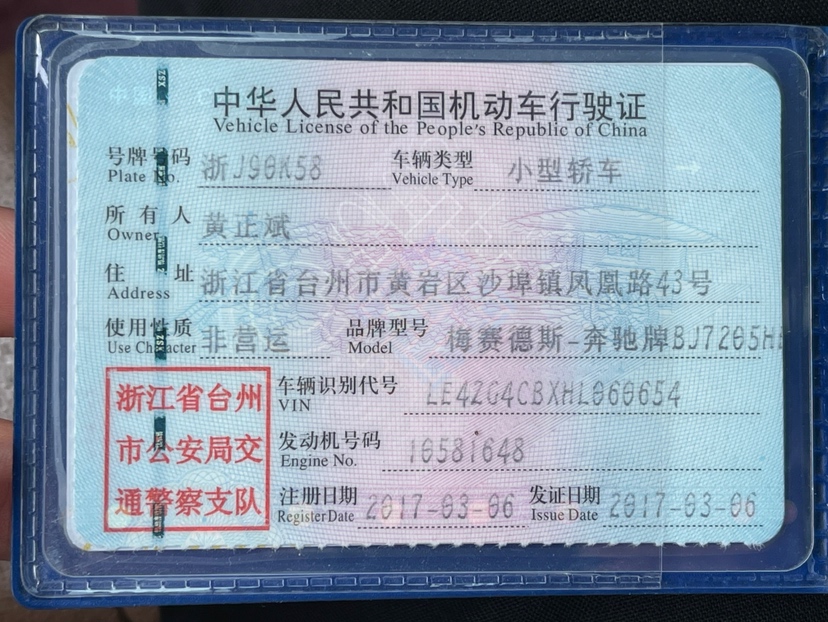 中华人民共和国机动车行驶证
Vehicle License of the People's Republic of China
号牌号码 浙J90K58 车辆类型 小型轿车
Plate No. Vehicle Type
所有人 黄正斌
Owner
住址 浙江省台州市黄岩区沙埠镇凤凰路43号
Address
使用性质 非营运 品牌型号 梅赛德斯-奔驰牌BJ7205H
Use Character Model
浙江省台州 车辆识别代号 LE4ZG4CBXHL060654
VIN
市公安局交 发动机号码 10581648
Engine No.
通警察支队 注册日期 2017-03-06 发证日期 2017-03-06
Register Date Issue Date